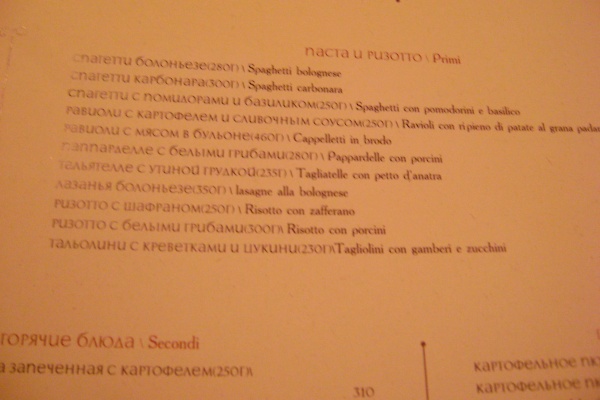 паста и ризотто \ Primi
спагетти болоньезе(280г) \ Spaghetti bolognese
спагетти карбонара(300г) \ Spaghetti carbonara
спагетти с помидорами и базиликом(250г) \ Spaghetti con pomodorini e basilico
равиоли с картофелем и сливочным соусом(250г) \ Ravioli con ripieno di patate al grana padan
равиоли с мясом в бульоне(460г) \ Cappelletti in brodo
паппарделле с белыми грибами(280г) \ Pappardelle con porcini
тальятелле с утиной грудкой(235г) \ Tagliatelle con petto d'anatra
лазанья болоньезе(350г) \ lasagne alla bolognese
ризотто с шафраном(250г) \ Risotto con zafferano
ризотто с белыми грибами(300г)\ Risotto con porcini
тальолини с креветками и цукини(230г)\Tagliolini con gamberi e zucchini
горячие блюда \ Secondi
запеченная с картофелем(250г)\
310
картофельное пю
картофельное